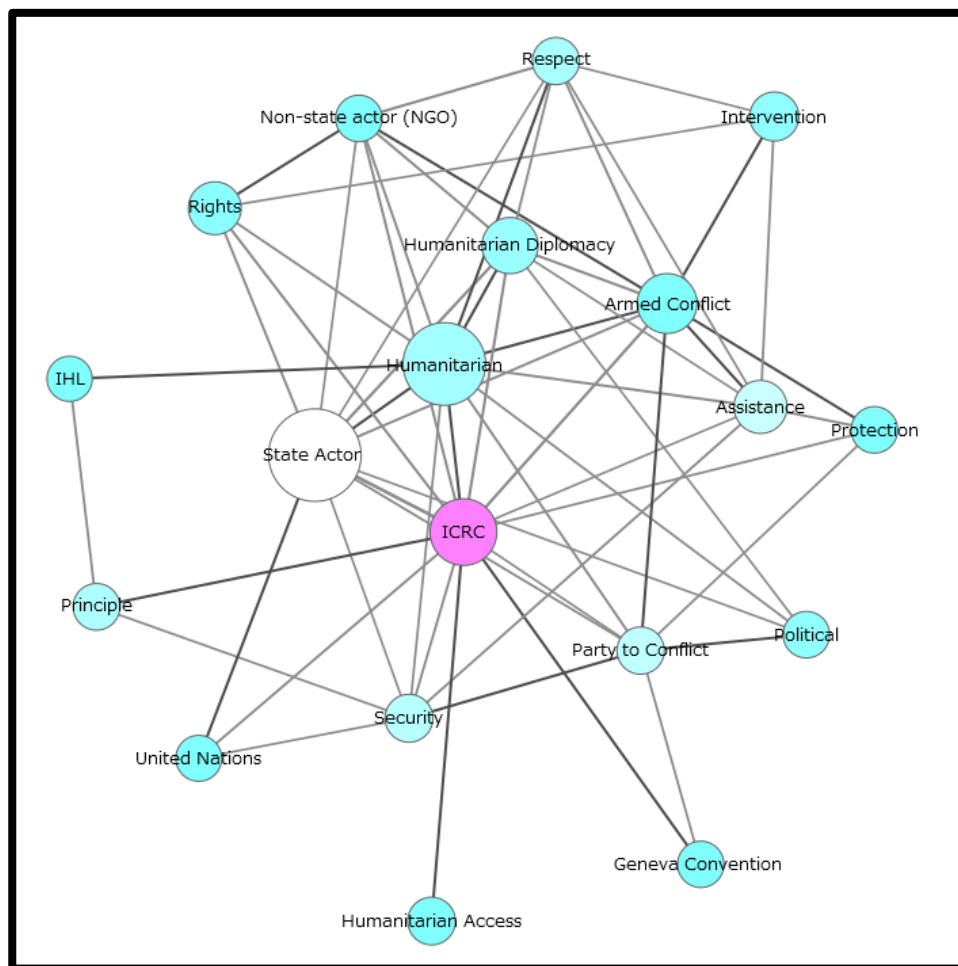 Respect
Non-state actor (NGO)
Intervention
Rights
Humanitarian Diplomacy
Armed Conflict
Humanitarian
IHL
Assistance
Protection
State Actor
ICRC
Principle
Political
Party to Conflict
Security
United Nations
Geneva Convention
Humanitarian Access